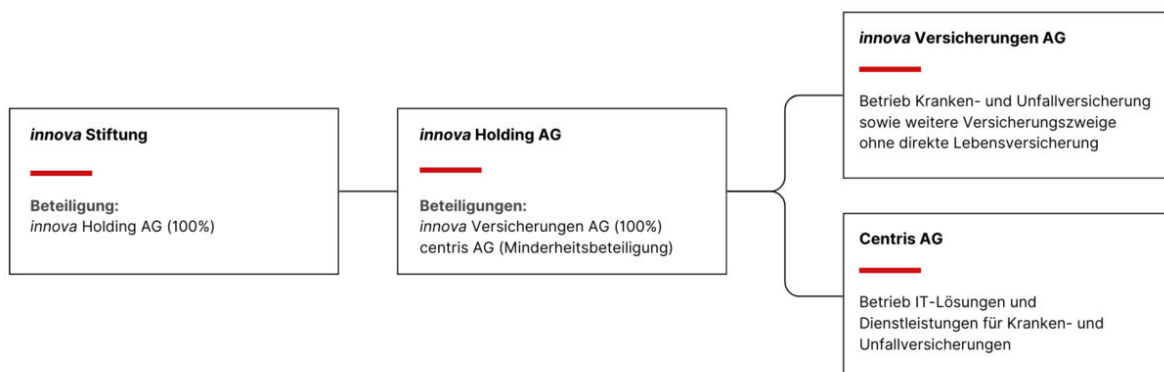 innova Stiftung
Beteiligung:
innova Holding AG (100%)
innova Holding AG
Beteiligungen:
innova Versicherungen AG (100%)
centris AG (Minderheitsbeteiligung)
innova Versicherungen AG
Betrieb Kranken- und Unfallversicherung
sowie weitere Versicherungszweige
ohne direkte Lebensversicherung
Centris AG
Betrieb IT-Lösungen und
Dienstleistungen für Kranken- und
Unfallversicherungen